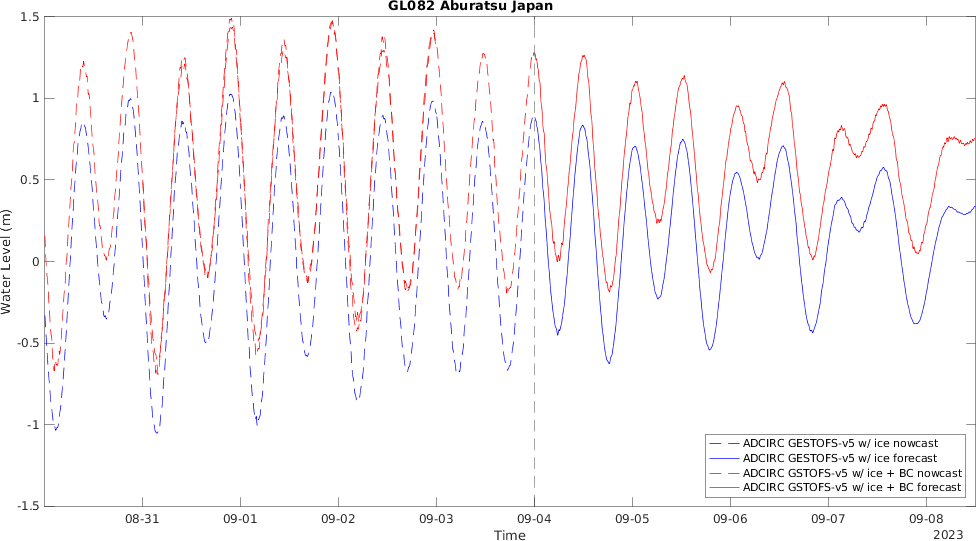 GL082 Aburatsu Japan
1.5
1
0.5
0
-0.5
-1
-1.5
Water Level (m)
08-31
09-01
09-02
09-03
09-04
09-05
09-06
09-07
09-08
Time
2023
ADCIRC GESTOFS-v5 w/ ice nowcast
ADCIRC GESTOFS-v5 w/ ice forecast
ADCIRC GSTOFS-v5 w/ ice + BC nowcast
ADCIRC GSTOFS-v5 w/ ice + BC forecast